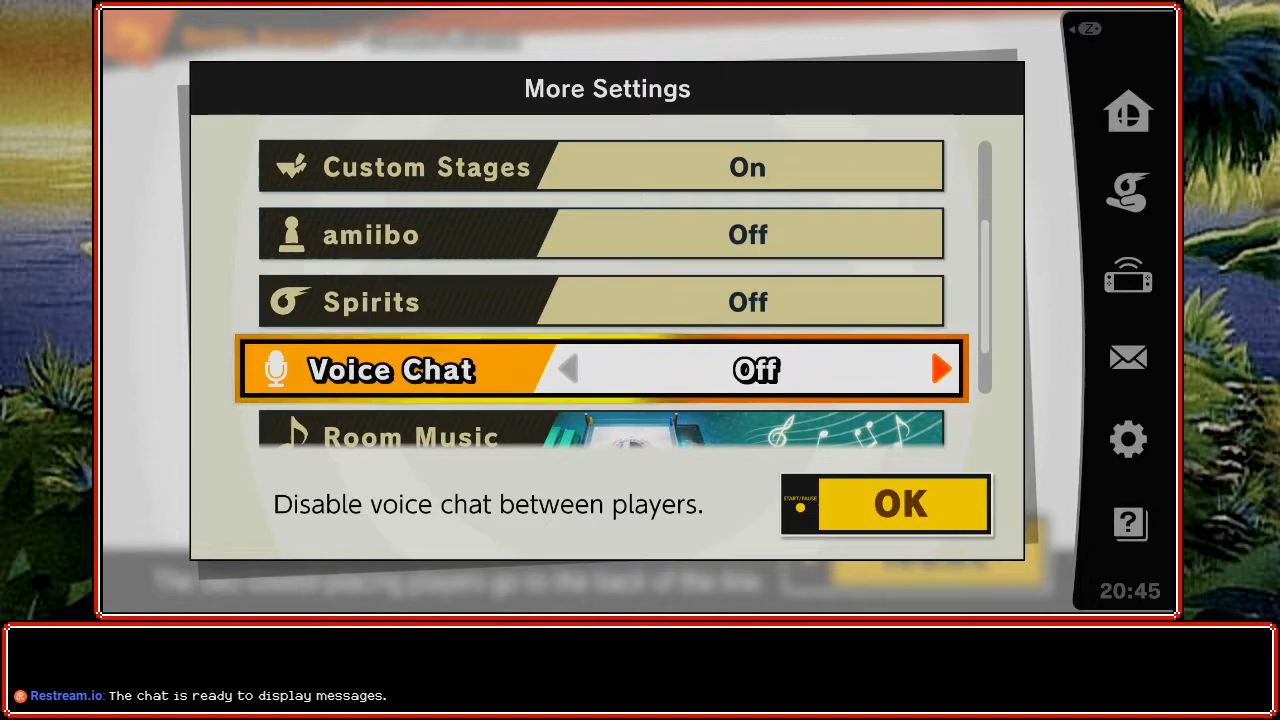 More Settings
Custom Stages On
amiibo Off
Spirits Off
Voice Chat Off
Room Music
Disable voice chat between players.
START/PAUSE
OK
20:45
Restream.io: The chat is ready to display messages.